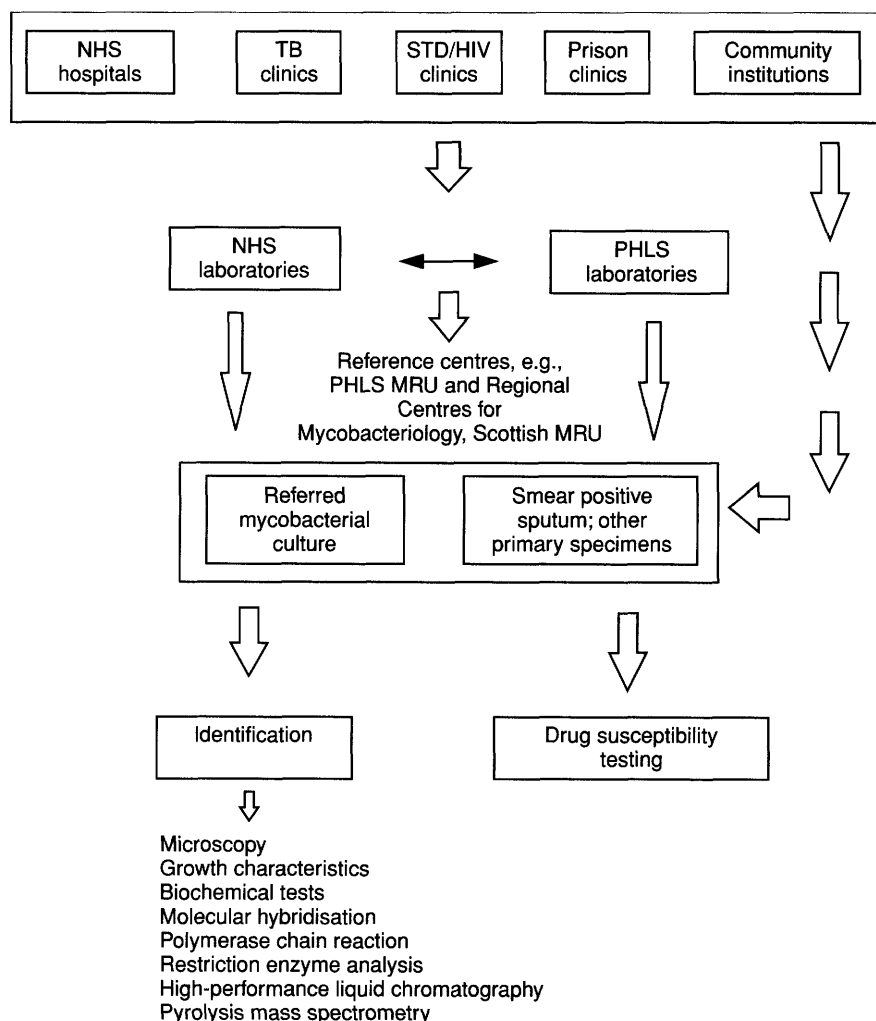 NHS
hospitals
TB
clinics
STD/HIV
clinics
Prison
clinics
Community
institutions
NHS
laboratories
PHLS
laboratories
Reference centres, e.g.,
PHLS MRU and Regional
Centres for
Mycobacteriology, Scottish MRU
Referred
mycobacterial
culture
Smear positive
sputum; other
primary specimens
Identification
Drug susceptibility
testing
Microscopy
Growth characteristics
Biochemical tests
Molecular hybridisation
Polymerase chain reaction
Restriction enzyme analysis
High-performance liquid chromatography
Pyrolysis mass spectrometry